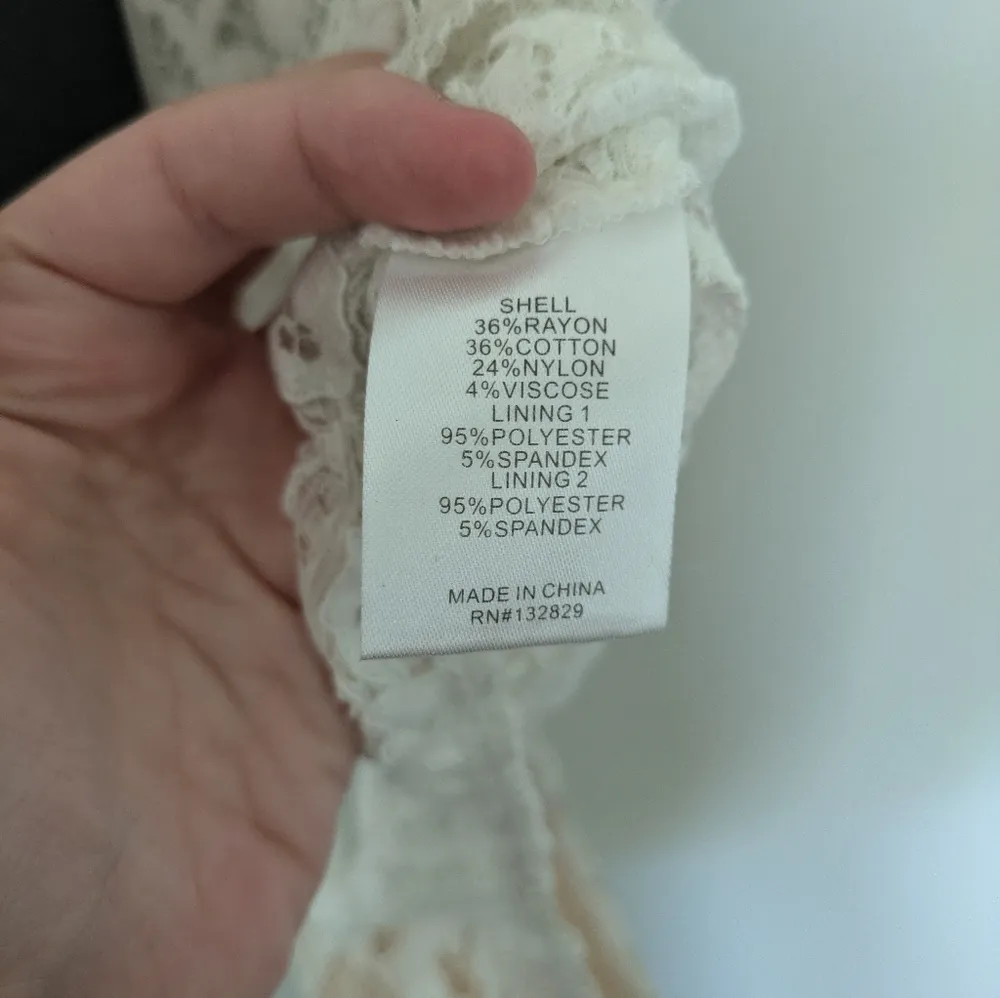 SHELL
36%RAYON
36%COTTON
24%NYLON
4%VISCOSE
LINING 1
95%POLYESTER
5%SPANDEX
LINING 2
95%POLYESTER
5%SPANDEX
MADE IN CHINA
RN#132829